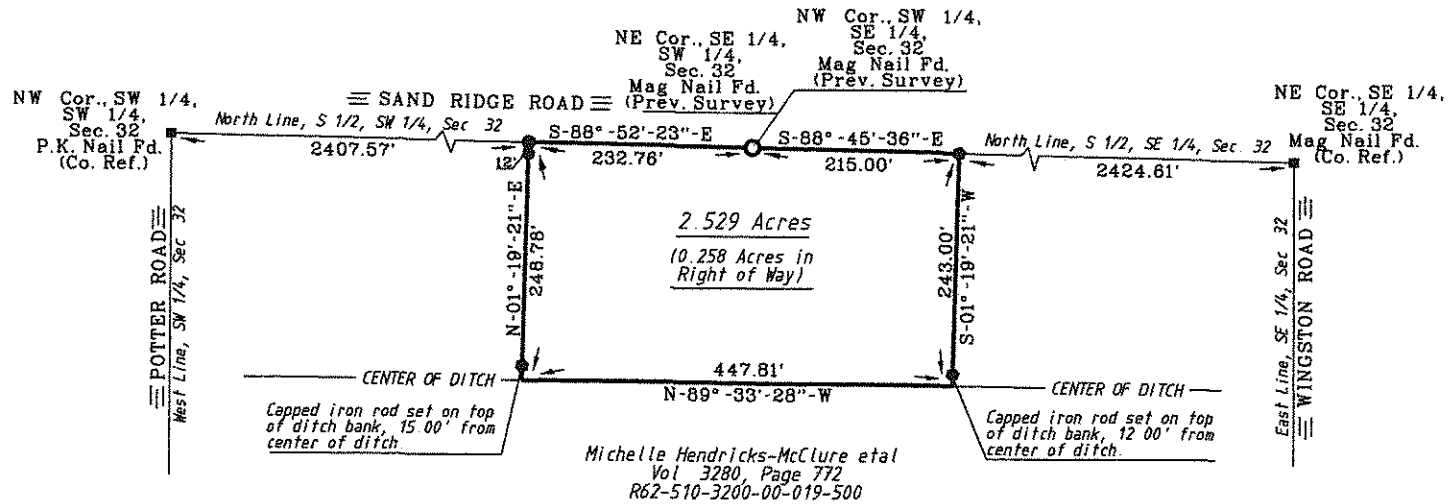 NW Cor., SW 1/4,
SE 1/4,
Sec. 32
Mag Nail Fd.
(Prev. Survey)
NE Cor., SE 1/4,
SW 1/4,
Sec. 32
Mag Nail Fd.
(Prev. Survey)
NW Cor., SW 1/4,
SW 1/4,
Sec. 32
P.K. Nail Fd.
(Co. Ref.)
SAND RIDGE ROAD
NE Cor., SE 1/4,
SE 1/4,
Sec. 32
Mag Nail Fd.
(Co. Ref.)
North Line, S 1/2, SW 1/4, Sec 32
2407.57'
S-88°-52'-23"-E
232.76'
S-88°-45'-36"-E
215.00'
North Line, S 1/2, SE 1/4, Sec. 32
2424.61'
12'
N-01°-19'-21"-E
248.78'
2.529 Acres
(0.258 Acres in
Right of Way)
243.00'
S-01°-19'-21"-W
POTTER ROAD
West Line, SW 1/4, Sec 32
East Line, SE 1/4, Sec 32
WINGSTON ROAD
CENTER OF DITCH
447.81'
N-89°-33'-28"-W
CENTER OF DITCH
Capped iron rod set on top
of ditch bank, 15 00' from
center of ditch.
Capped iron rod set on top
of ditch bank, 12 00' from
center of ditch.
Michelle Hendricks-McClure etal
Vol 3280, Page 772
R62-510-3200-00-019-500